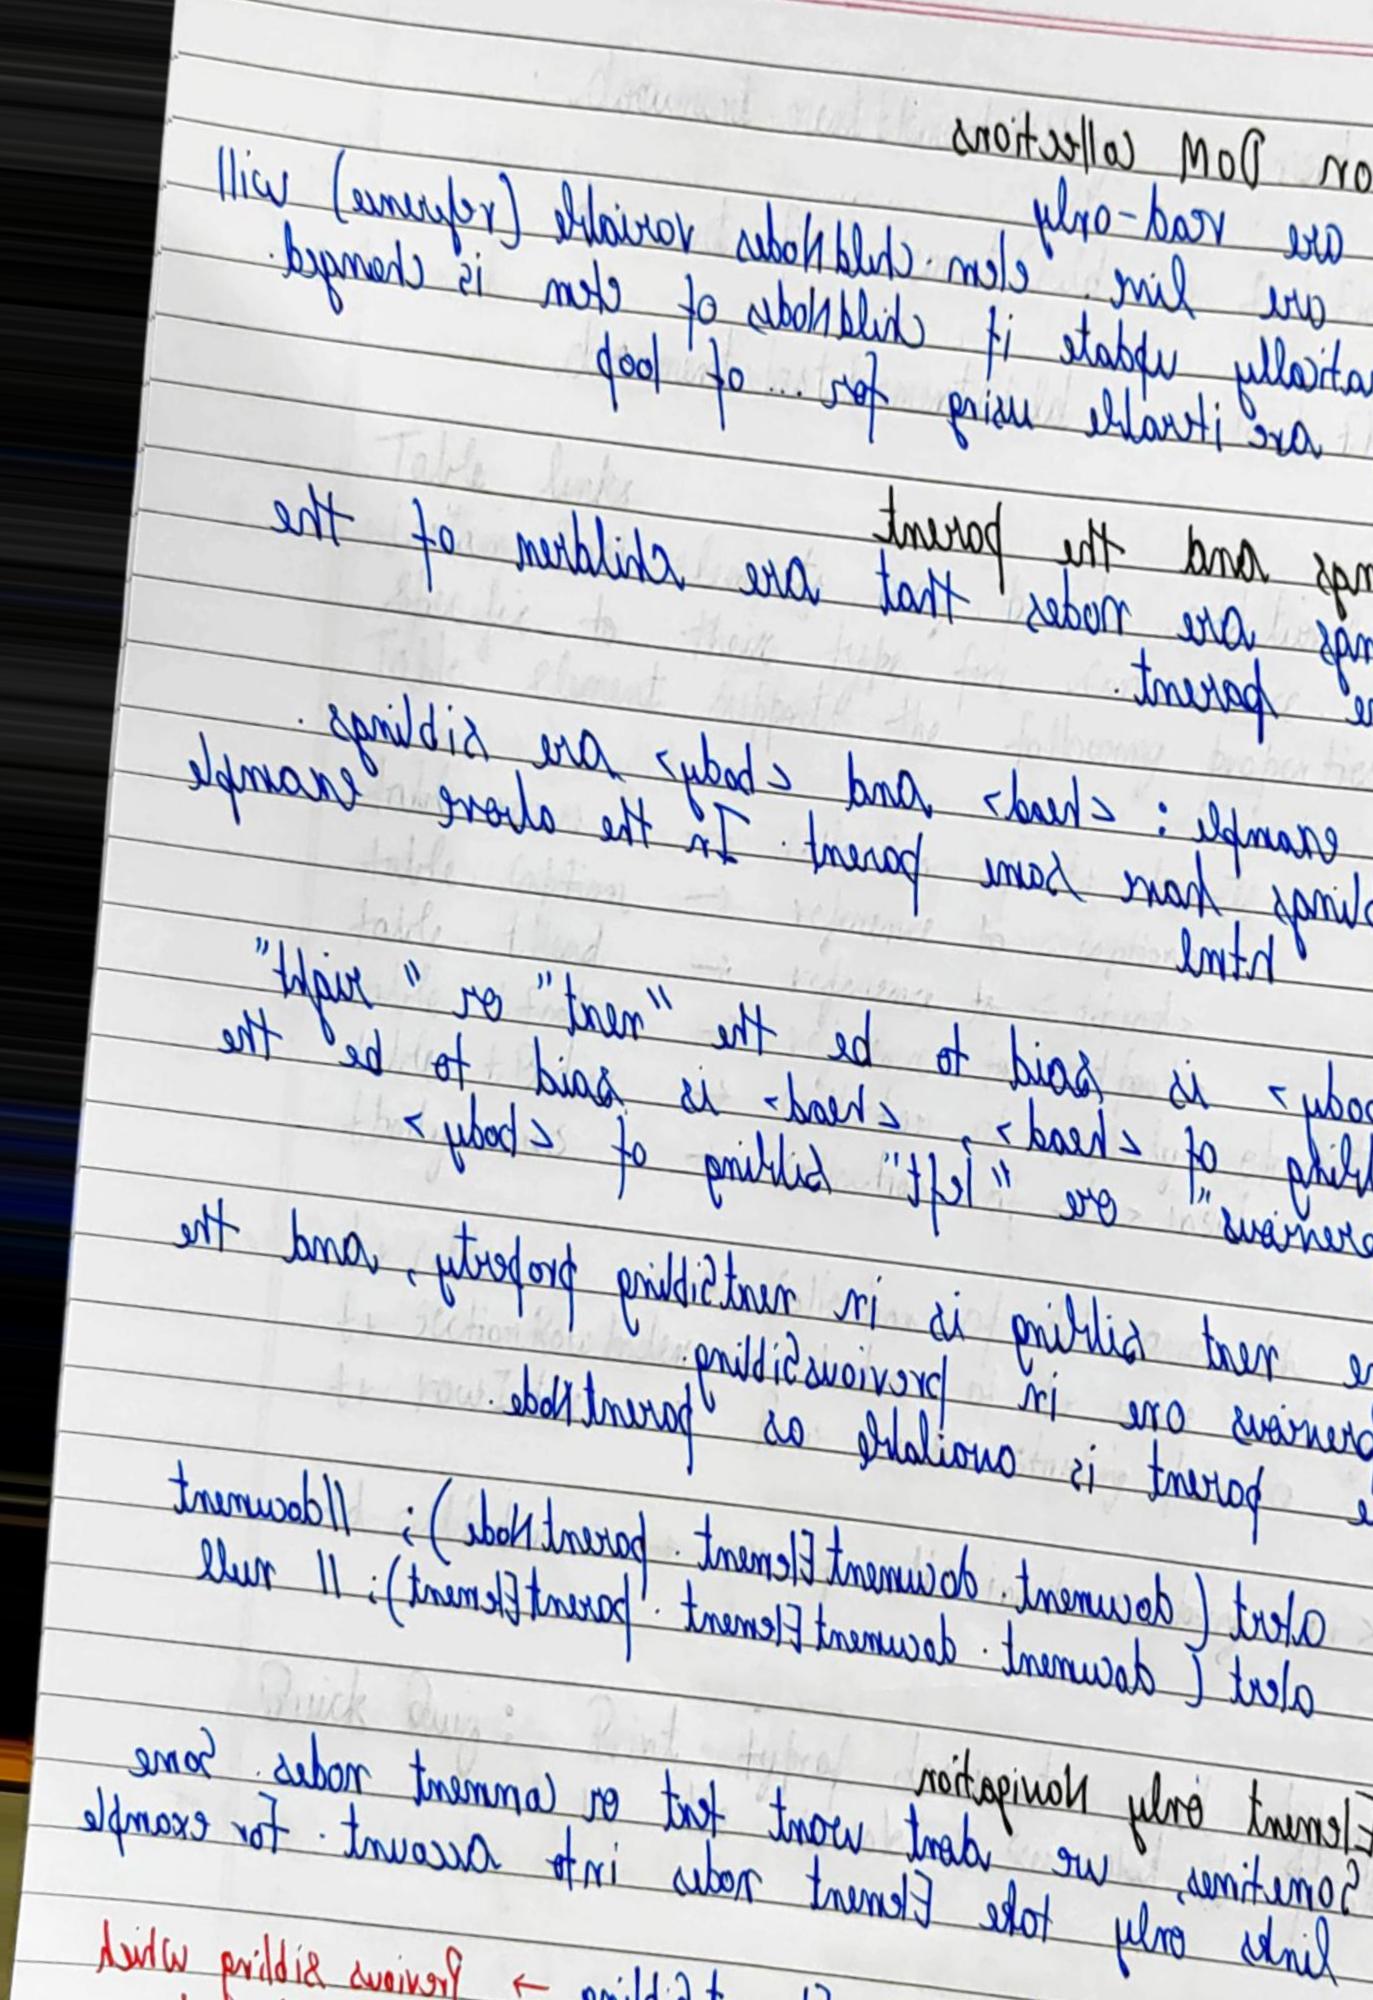 on DOM Collections
are read-only
are live. elem.childNodes variable (reference) will
atically update if childNodes of elem is changed.
are iterable using for...of loop
ngs and the parent
ngs are nodes that are children of the
e parent.
example : <head> and <body> are siblings.
blings have same parent. In the above example
html
body> is said to be the "next" or "right"
bling of <head>, <head> is said to be the
previous" or "left" sibling of <body>
e next sibling is in nextSibling property, and the
previous one in previousSibling.
e parent is available as parentNode.
alert (document.documentElement.parentNode); //document
alert (document.documentElement.parentElement); // null
Element only Navigation
Sometimes, we dont want text or comment nodes. Some
links only take Element nodes into account. for example
→ Previous sibling which